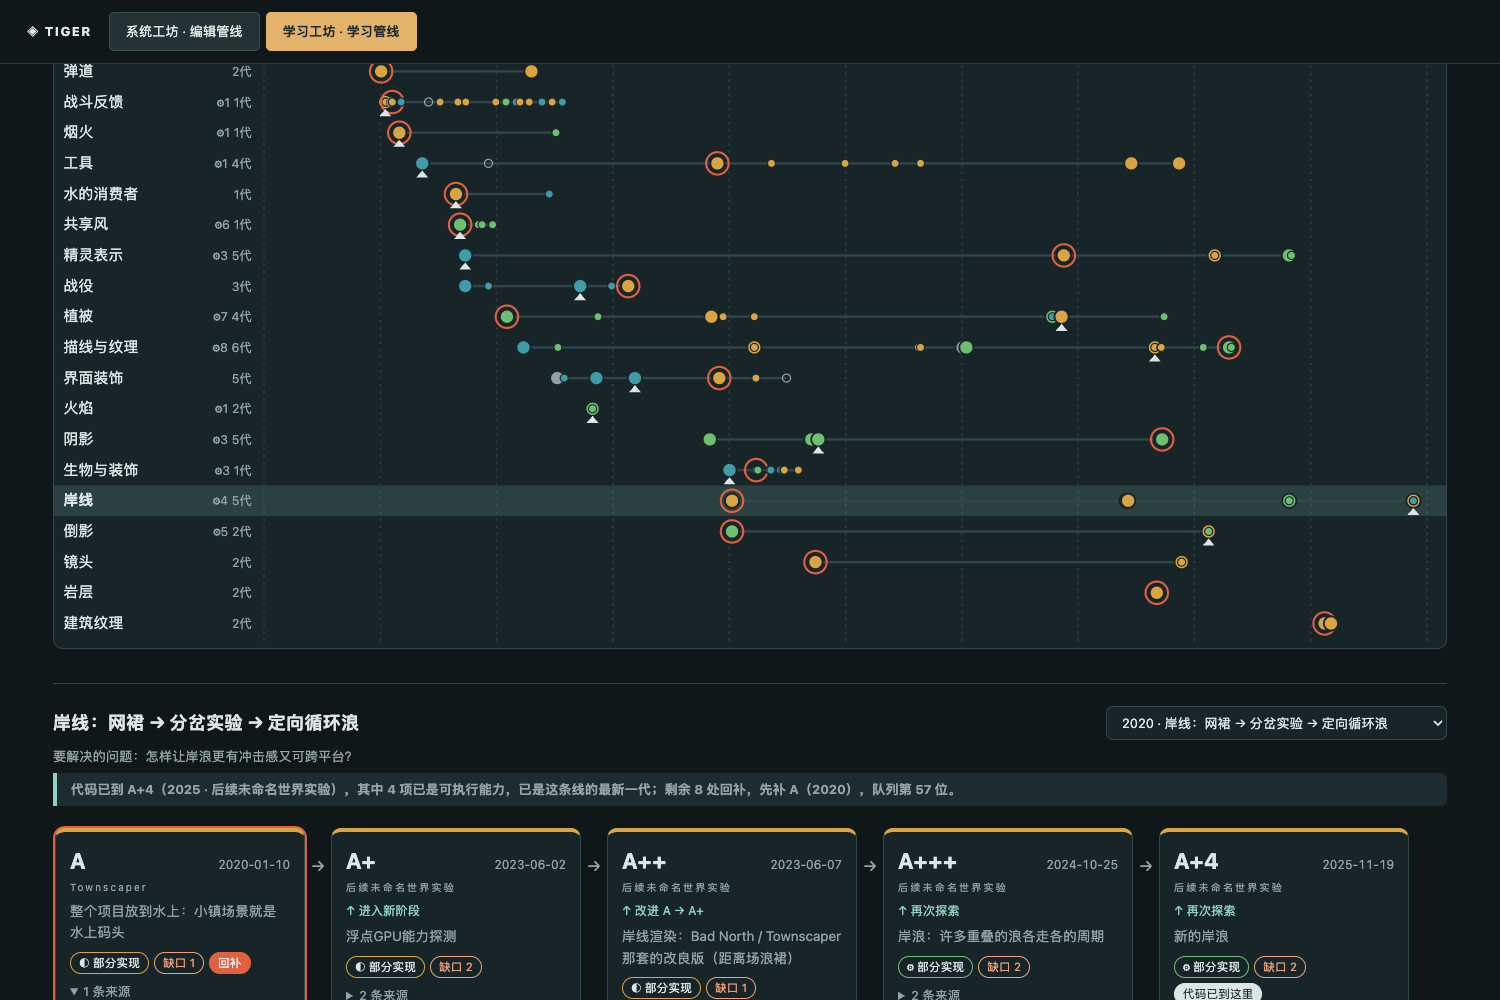 ◈ TIGER
系统工坊 · 编辑管线
学习工坊 · 学习管线
弹道 2代
战斗反馈 ⚙1 1代
烟火 ⚙1 1代
工具 ⚙1 4代
水的消费者 1代
共享风 ⚙6 1代
精灵表示 ⚙3 5代
战役 3代
植被 ⚙7 4代
描线与纹理 ⚙8 6代
界面装饰 5代
火焰 ⚙1 2代
阴影 ⚙3 5代
生物与装饰 ⚙3 1代
岸线 ⚙4 5代
倒影 ⚙5 2代
镜头 2代
岩层 2代
建筑纹理 2代
岸线：网裙 → 分岔实验 → 定向循环浪
2020 · 岸线：网裙 → 分岔实验 → 定向循环浪
要解决的问题：怎样让岸浪更有冲击感又可跨平台?
代码已到 A+4（2025 · 后续未命名世界实验），其中 4 项已是可执行能力，已是这条线的最新一代；剩余 8 处回补，先补 A（2020），队列第 57 位。
A 2020-01-10
Townscaper
整个项目放到水上：小镇场景就是
水上码头
◐ 部分实现 缺口 1 回补
▼ 1 条来源
→
A+ 2023-06-02
后续未命名世界实验
↑ 进入新阶段
浮点GPU能力探测
◐ 部分实现 缺口 2
▶ 2 条来源
→
A++ 2023-06-07
后续未命名世界实验
↑ 改进 A → A+
岸线渲染：Bad North / Townscaper
那套的改良版（距离场浪裙）
◐ 部分实现 缺口 1
→
A+++ 2024-10-25
后续未命名世界实验
↑ 再次探索
岸浪：许多重叠的浪各走各的周期
⚙ 部分实现 缺口 2
▶ 2 条来源
→
A+4 2025-11-19
后续未命名世界实验
↑ 再次探索
新的岸浪
⚙ 部分实现 缺口 2
代码已到这里